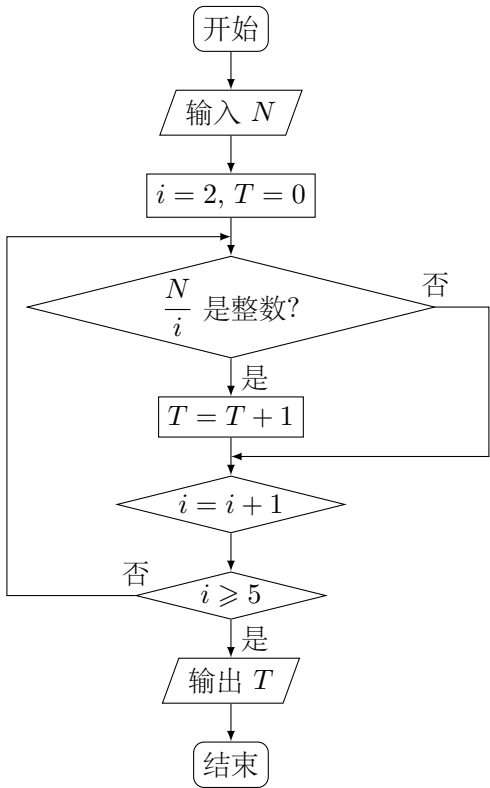 开始
输入 N
i = 2, T = 0
N/i 是整数?
否
是
T = T + 1
i = i + 1
否
i ⩾ 5
是
输出 T
结束